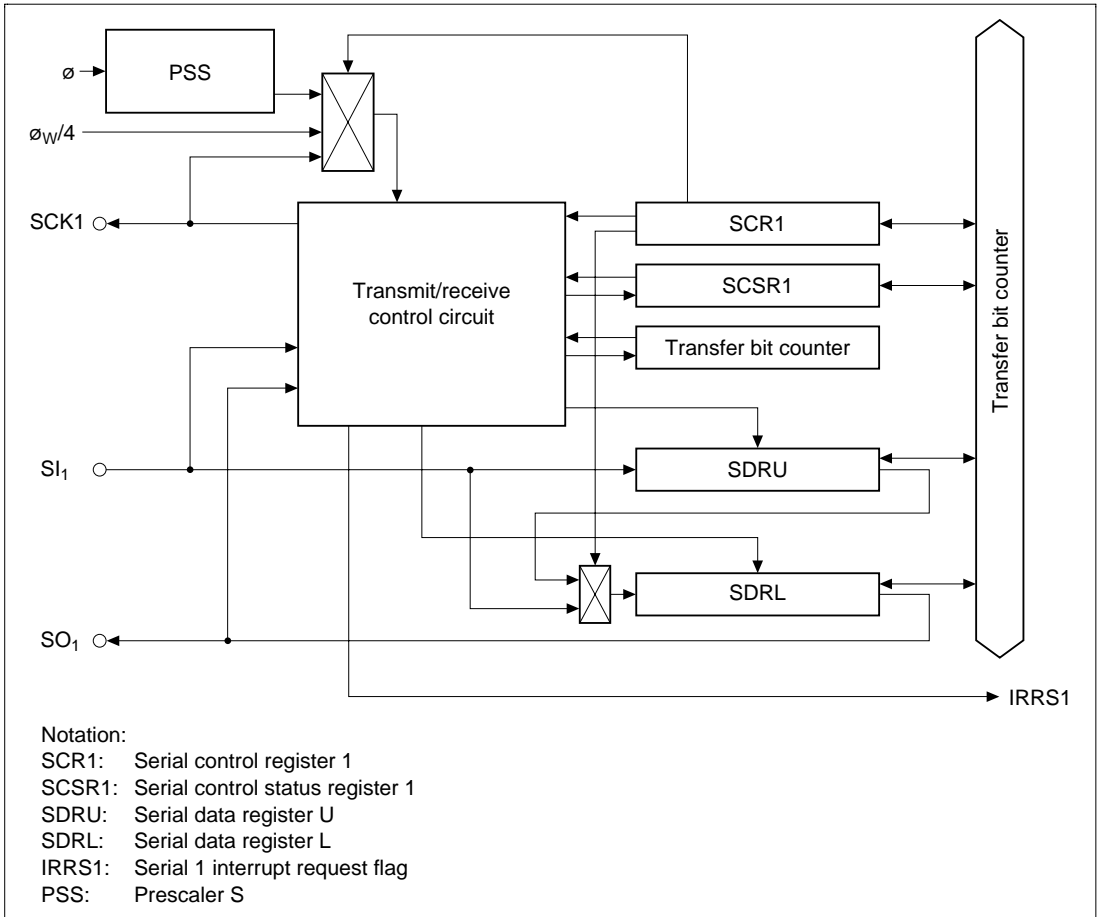 ø
PSS
øW/4
SCK1
SCR1
SCSR1
Transmit/receive
control circuit
Transfer bit counter
Transfer bit counter
SI1
SDRU
SDRL
SO1
IRRS1
Notation:
SCR1: Serial control register 1
SCSR1: Serial control status register 1
SDRU: Serial data register U
SDRL: Serial data register L
IRRS1: Serial 1 interrupt request flag
PSS: Prescaler S